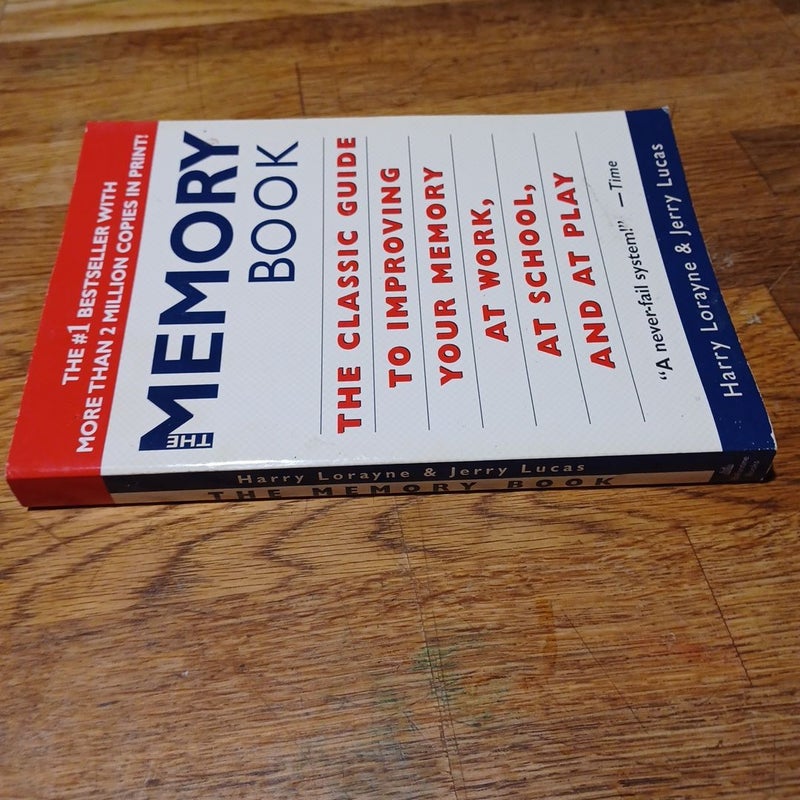 THE #1 BESTSELLER WITH
MORE THAN 2 MILLION COPIES IN PRINT!
THE MEMORY
BOOK
THE CLASSIC GUIDE
TO IMPROVING
YOUR MEMORY
AT WORK,
AT SCHOOL,
AND AT PLAY
“A never-fail system!” —Time
Harry Lorayne & Jerry Lucas
Harry Lorayne & Jerry Lucas
THE MEMORY BOOK